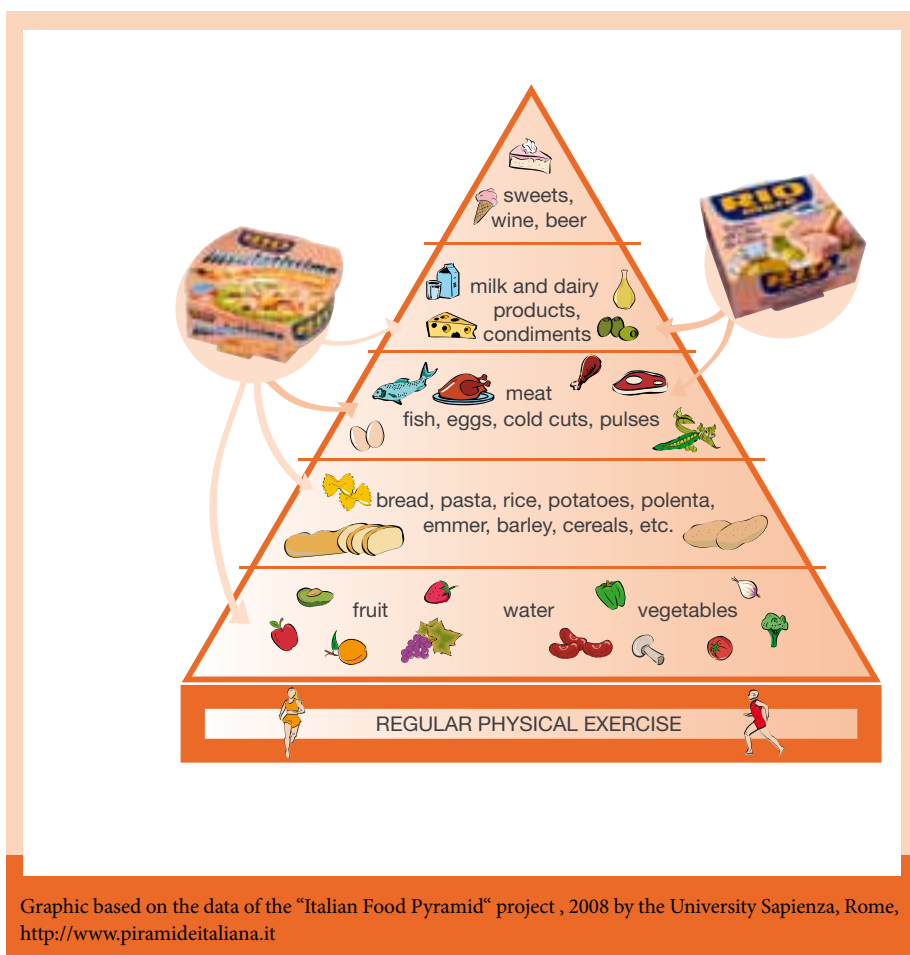 sweets,
wine, beer
RIO
milk and dairy
products,
condiments
meat
fish, eggs, cold cuts, pulses
bread, pasta, rice, potatoes, polenta,
emmer, barley, cereals, etc.
fruit water vegetables
REGULAR PHYSICAL EXERCISE
Graphic based on the data of the “Italian Food Pyramid“ project , 2008 by the University Sapienza, Rome,
http://www.piramideitaliana.it